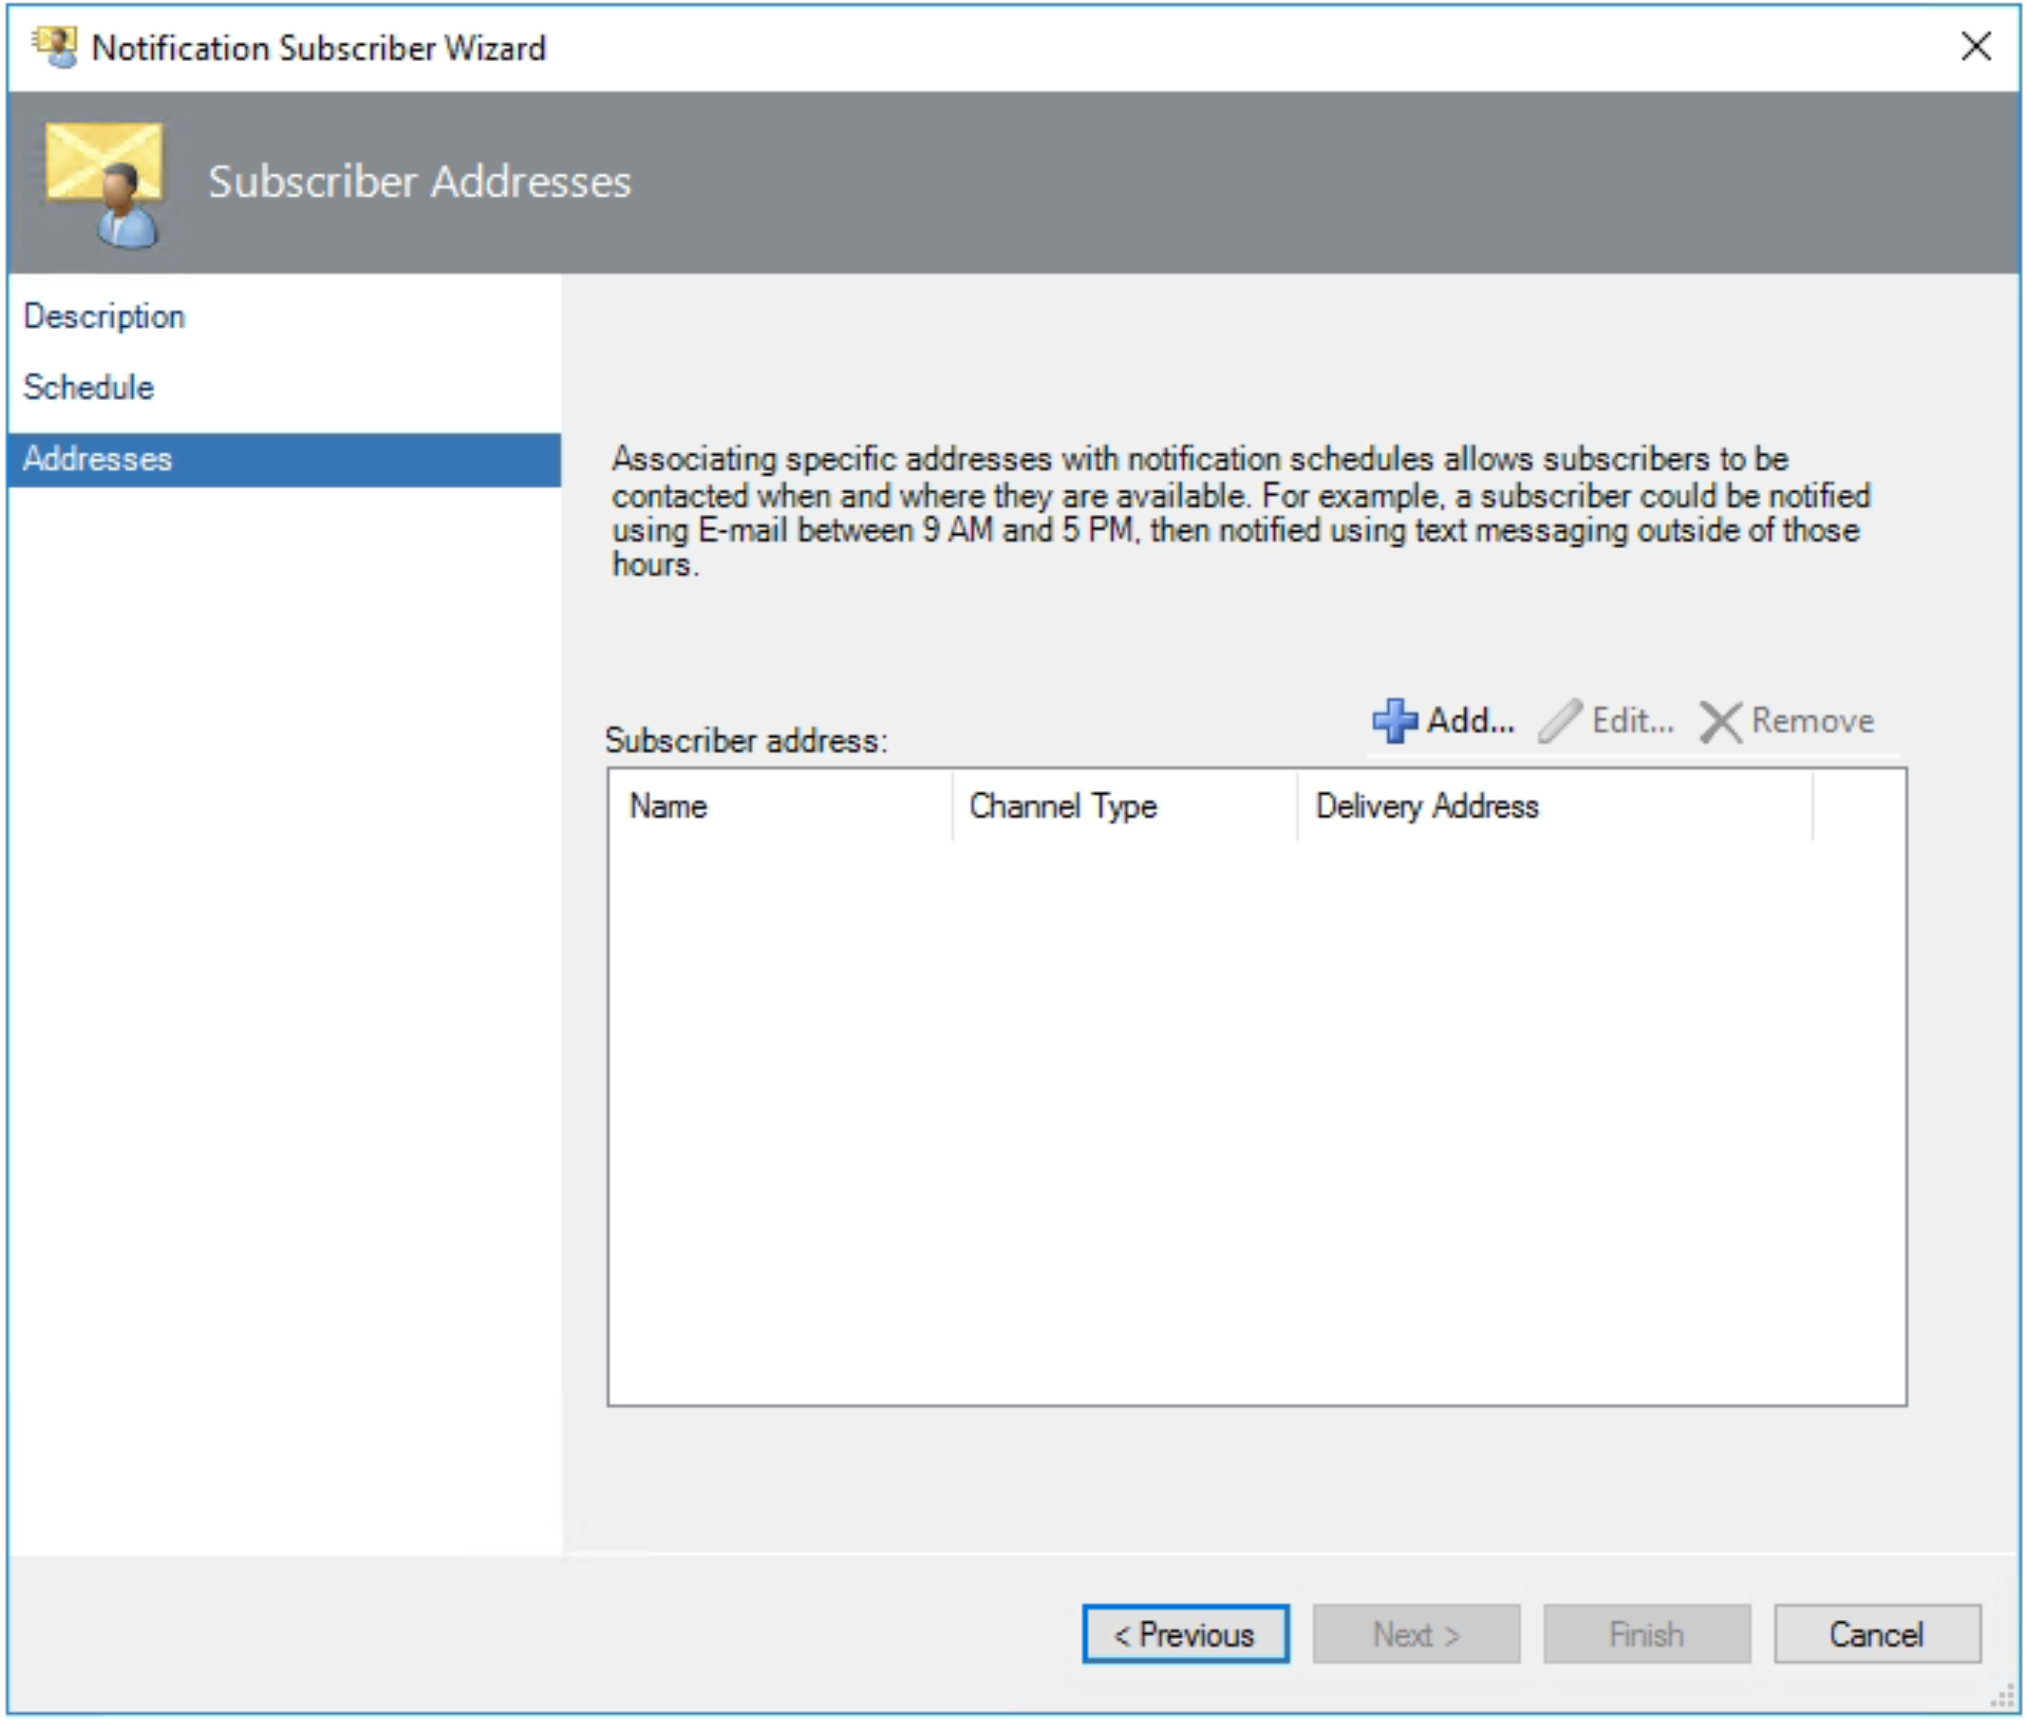 Notification Subscriber Wizard
Subscriber Addresses
Description
Schedule
Addresses
Associating specific addresses with notification schedules allows subscribers to be
contacted when and where they are available. For example, a subscriber could be notified
using E-mail between 9 AM and 5 PM, then notified using text messaging outside of those
hours.
Subscriber address:
Add... Edit... Remove
Name Channel Type Delivery Address
< Previous Next > Finish Cancel